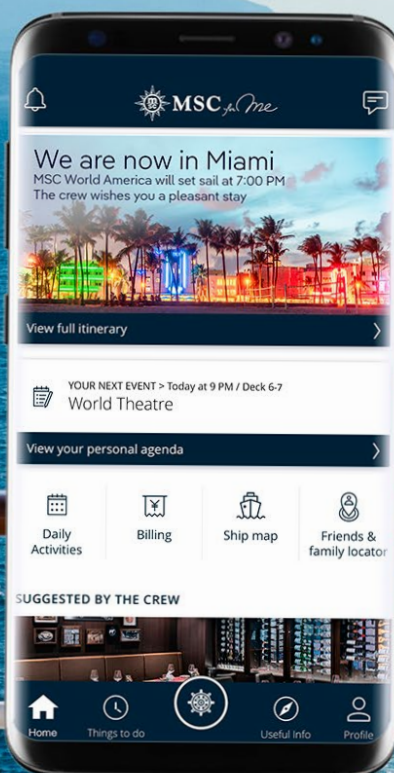 MSC for Me
We are now in Miami
MSC World America will set sail at 7:00 PM
The crew wishes you a pleasant stay
View full itinerary
YOUR NEXT EVENT > Today at 9 PM / Deck 6-7
World Theatre
View your personal agenda
Daily
Activities
Billing
Ship map
Friends &
family locator
SUGGESTED BY THE CREW
Home
Things to do
Useful Info
Profile